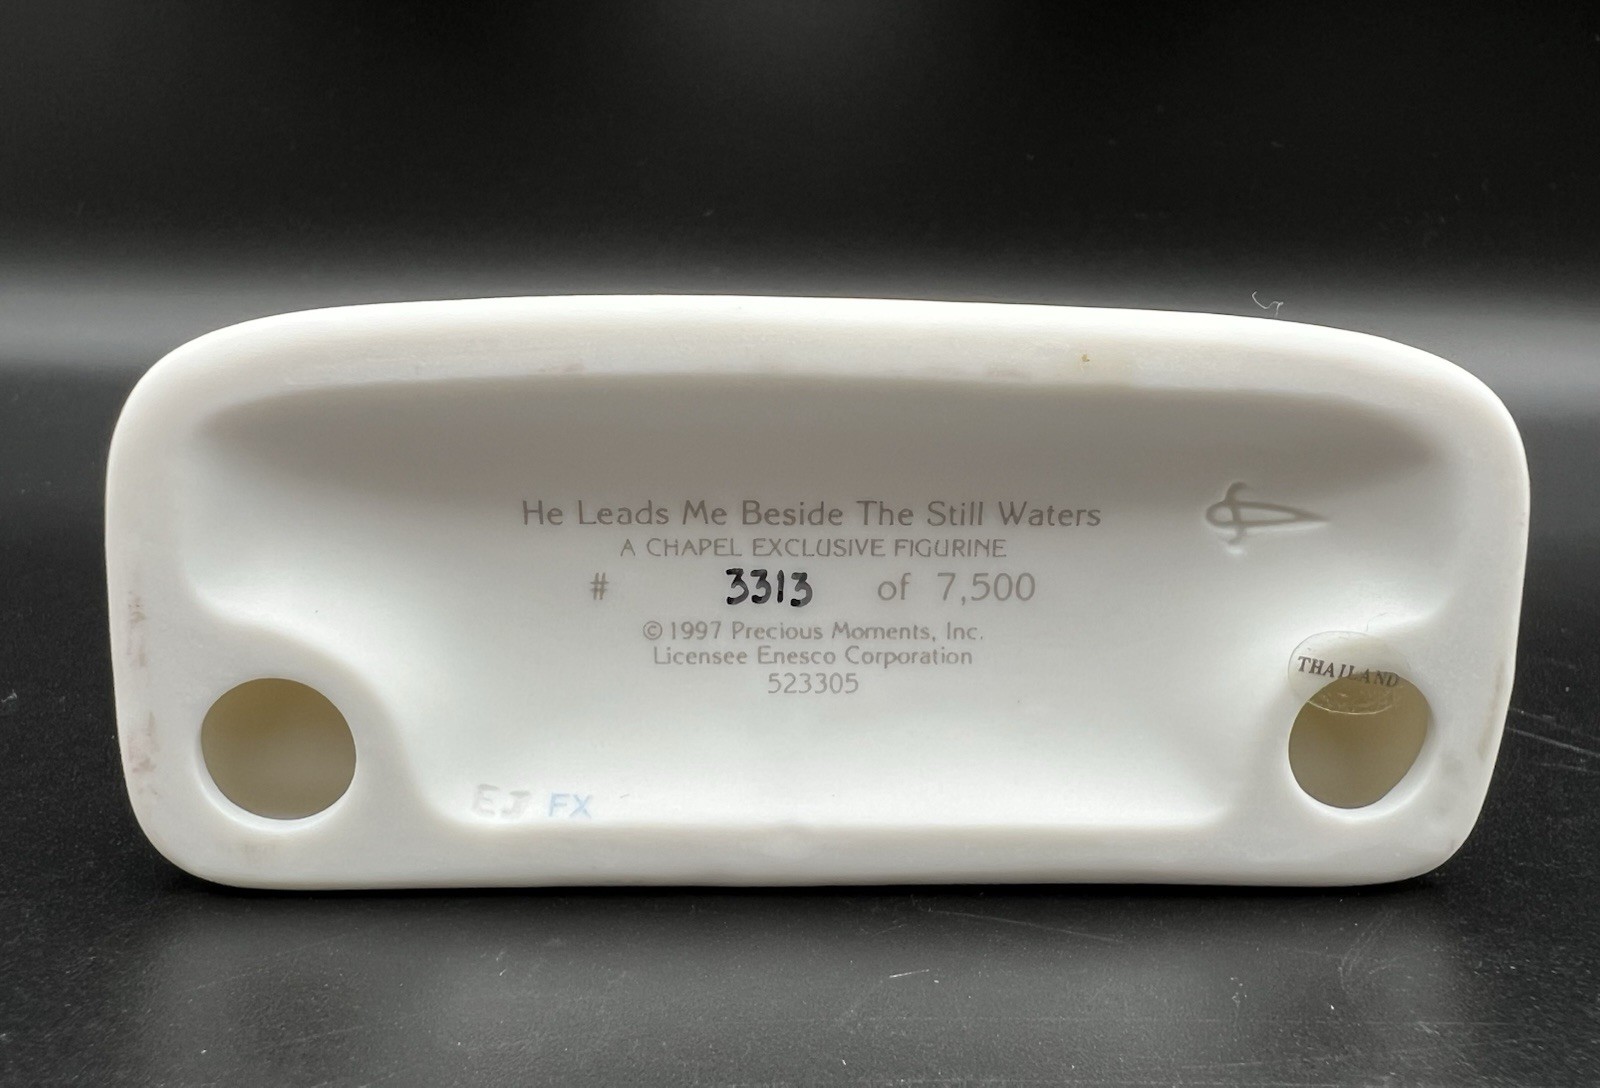 He Leads Me Beside The Still Waters
A CHAPEL EXCLUSIVE FIGURINE
# 3313 of 7,500
© 1997 Precious Moments, Inc.
Licensee Enesco Corporation
523305
THAILAND
EJ FX